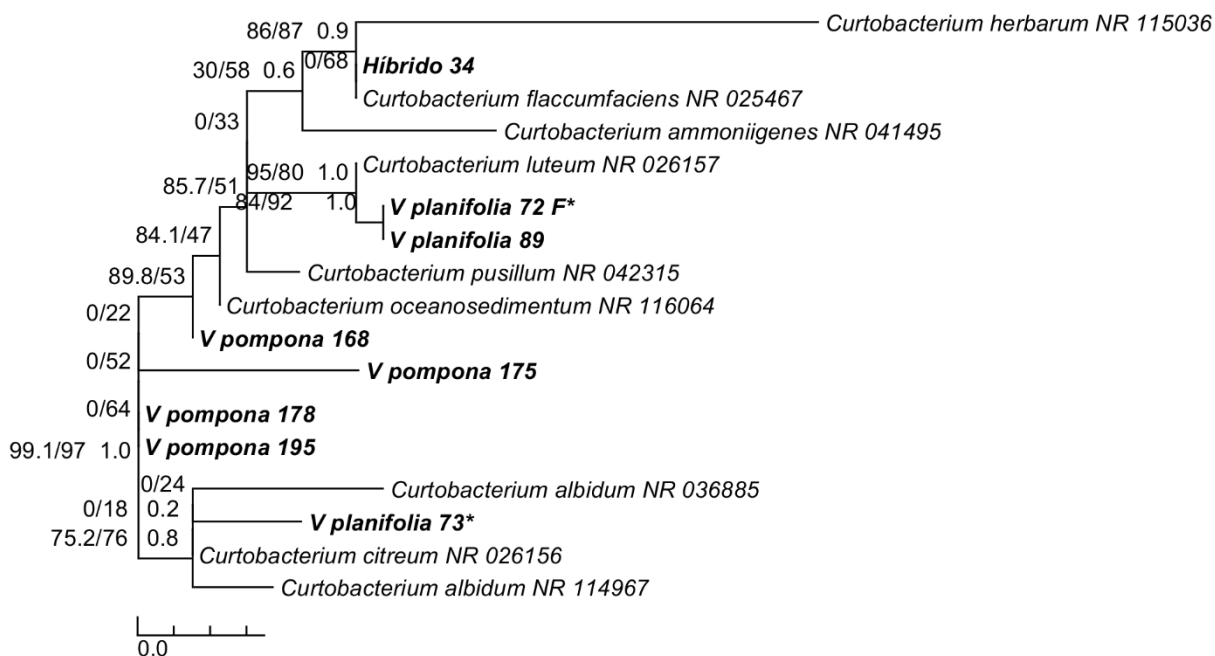 Curtobacterium herbarum NR 115036
86/87 0.9
0/68
Híbrido 34
30/58 0.6
Curtobacterium flaccumfaciens NR 025467
0/33
Curtobacterium ammoniigenes NR 041495
Curtobacterium luteum NR 026157
95/80 1.0
85.7/51
84/92 1.0
V planifolia 72 F*
84.1/47
V planifolia 89
89.8/53
Curtobacterium pusillum NR 042315
Curtobacterium oceanosedimentum NR 116064
0/22
V pompona 168
0/52
V pompona 175
0/64
V pompona 178
99.1/97 1.0
V pompona 195
0/24
Curtobacterium albidum NR 036885
0/18 0.2
V planifolia 73*
75.2/76 0.8
Curtobacterium citreum NR 026156
Curtobacterium albidum NR 114967
0.0